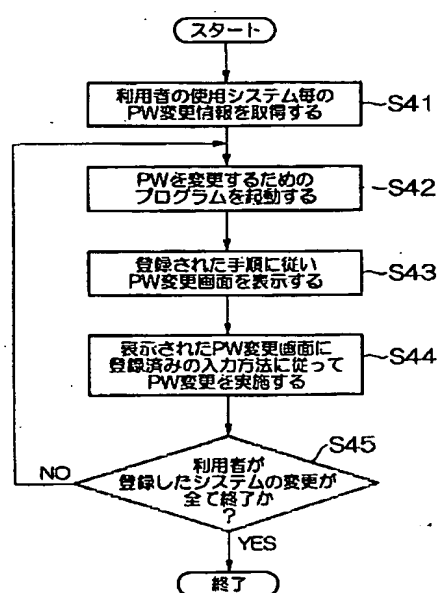 スタート
利用者の使用システム毎の
PW変更情報を取得する
S41
PWを変更するための
プログラムを起動する
S42
登録された手順に従い
PW変更画面を表示する
S43
表示されたPW変更画面に
登録済みの入力方法に従って
PW変更を実施する
S44
S45
利用者が
登録したシステムの変更が
全て終了か
?
NO
YES
終了